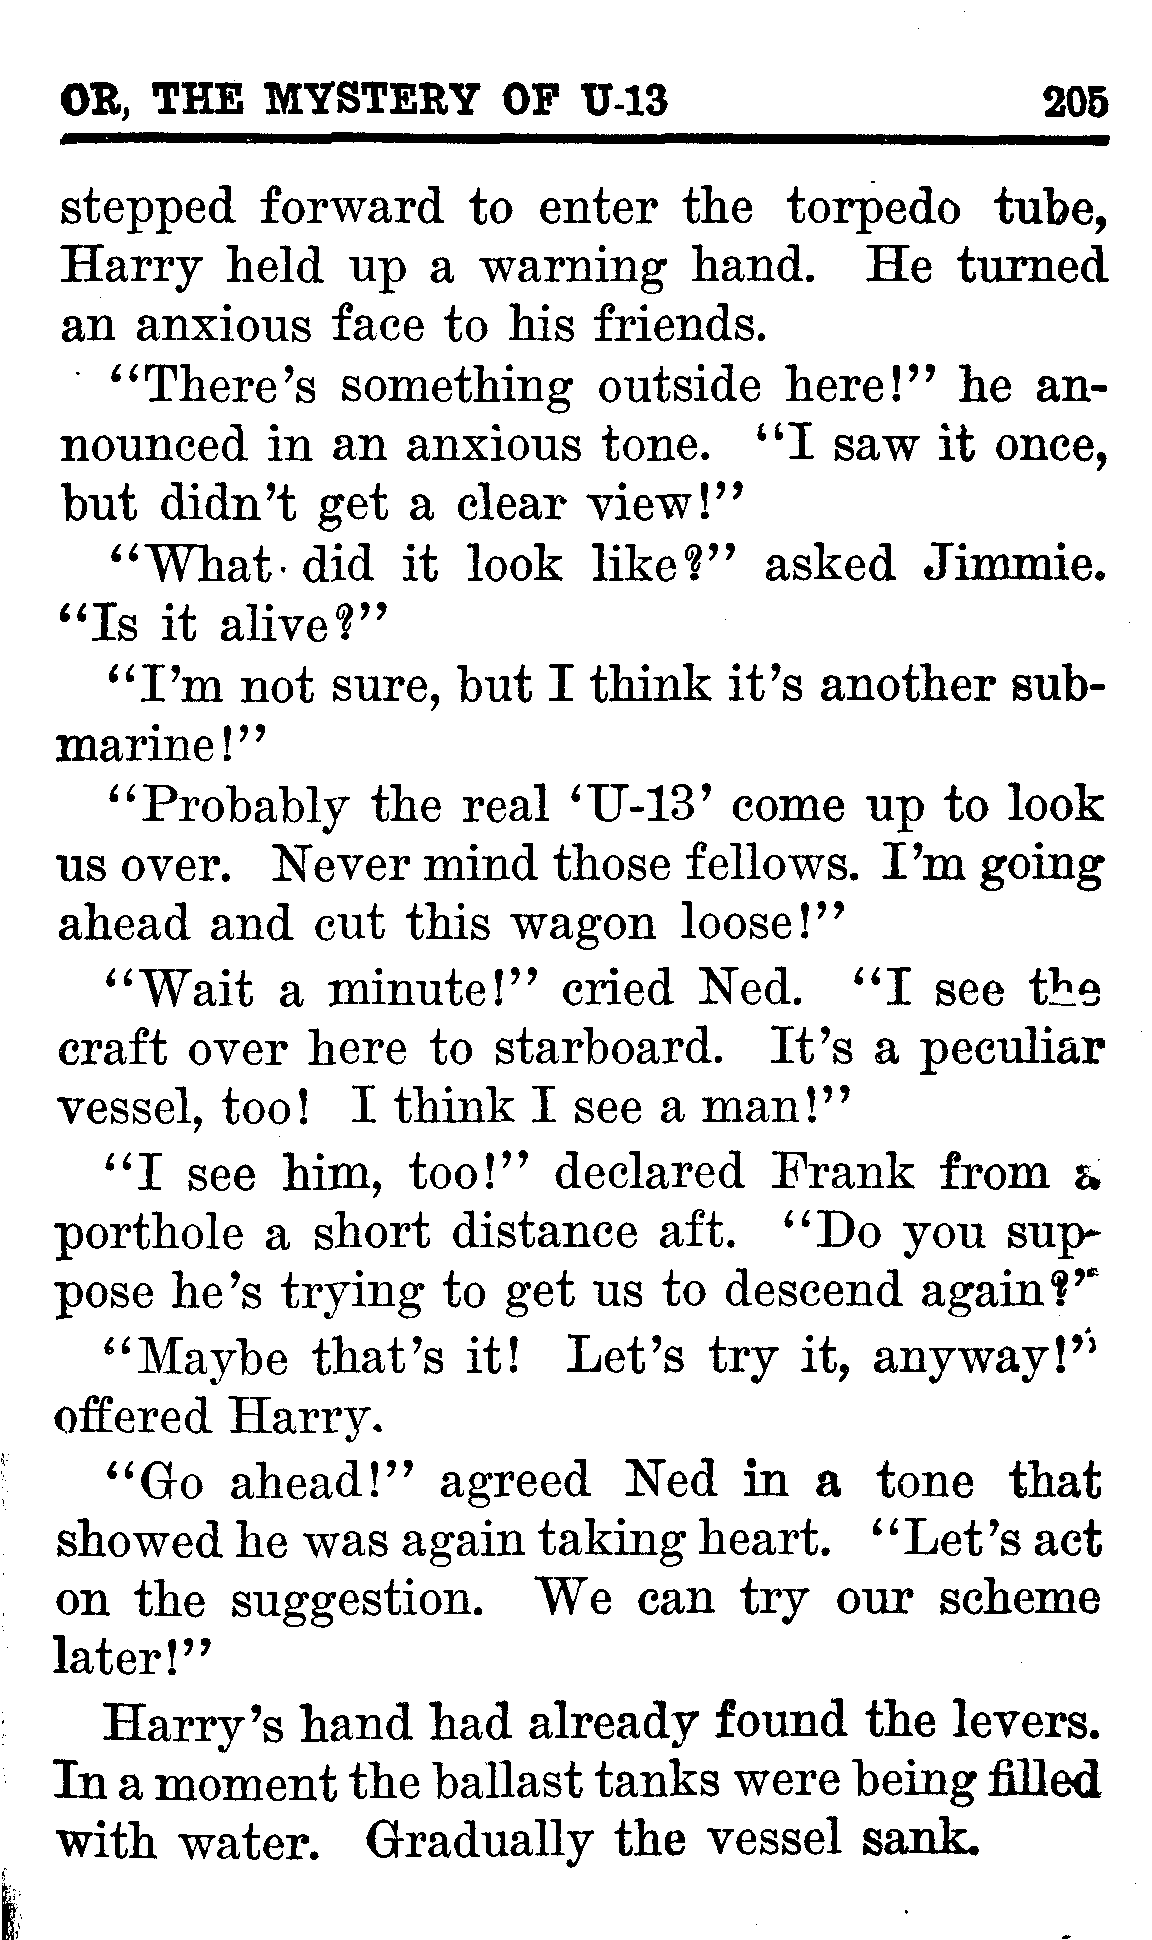 OR, THE MYSTERY OF U-13 205
stepped forward to enter the torpedo tube,
Harry held up a warning hand. He turned
an anxious face to his friends.
“There’s something outside here!” he an-
nounced in an anxious tone. “I saw it once,
but didn’t get a clear view!”
“What did it look like?” asked Jimmie.
“Is it alive?”
“I’m not sure, but I think it’s another sub-
marine!”
“Probably the real ‘U-13’ come up to look
us over. Never mind those fellows. I’m going
ahead and cut this wagon loose!”
“Wait a minute!” cried Ned. “I see the
craft over here to starboard. It’s a peculiar
vessel, too! I think I see a man!”
“I see him, too!” declared Frank from a
porthole a short distance aft. “Do you sup-
pose he’s trying to get us to descend again?”
“Maybe that’s it! Let’s try it, anyway!”
offered Harry.
“Go ahead!” agreed Ned in a tone that
showed he was again taking heart. “Let’s act
on the suggestion. We can try our scheme
later!”
Harry’s hand had already found the levers.
In a moment the ballast tanks were being filled
with water. Gradually the vessel sank.